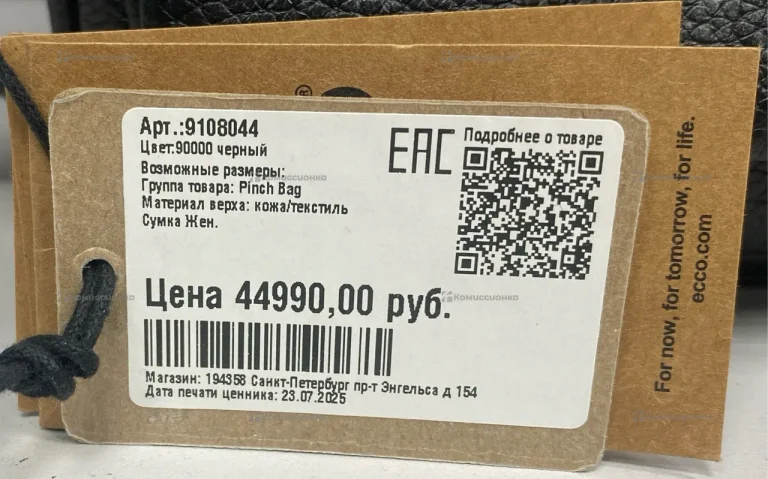 Арт.:9108044
Цвет:90000 черный
Возможные размеры:
Группа товара: Pinch Bag
Материал верха: кожа/текстиль
Сумка Жен.
EAC
Подробнее о товаре
Цена 44990,00 руб.
Магазин: 194358 Санкт-Петербург пр-т Энгельса д 154
Дата печати ценника: 23.07.2025
For now, for tomorrow, for life.
ecco.com
Комиссионко